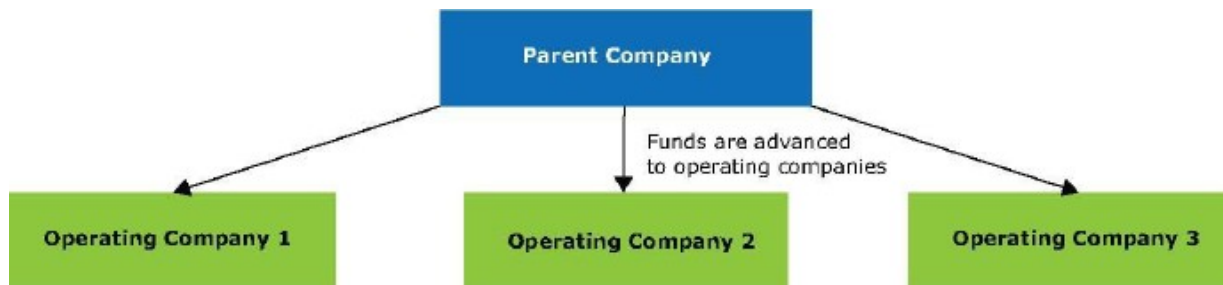 Parent Company
Funds are advanced
to operating companies
Operating Company 1
Operating Company 2
Operating Company 3